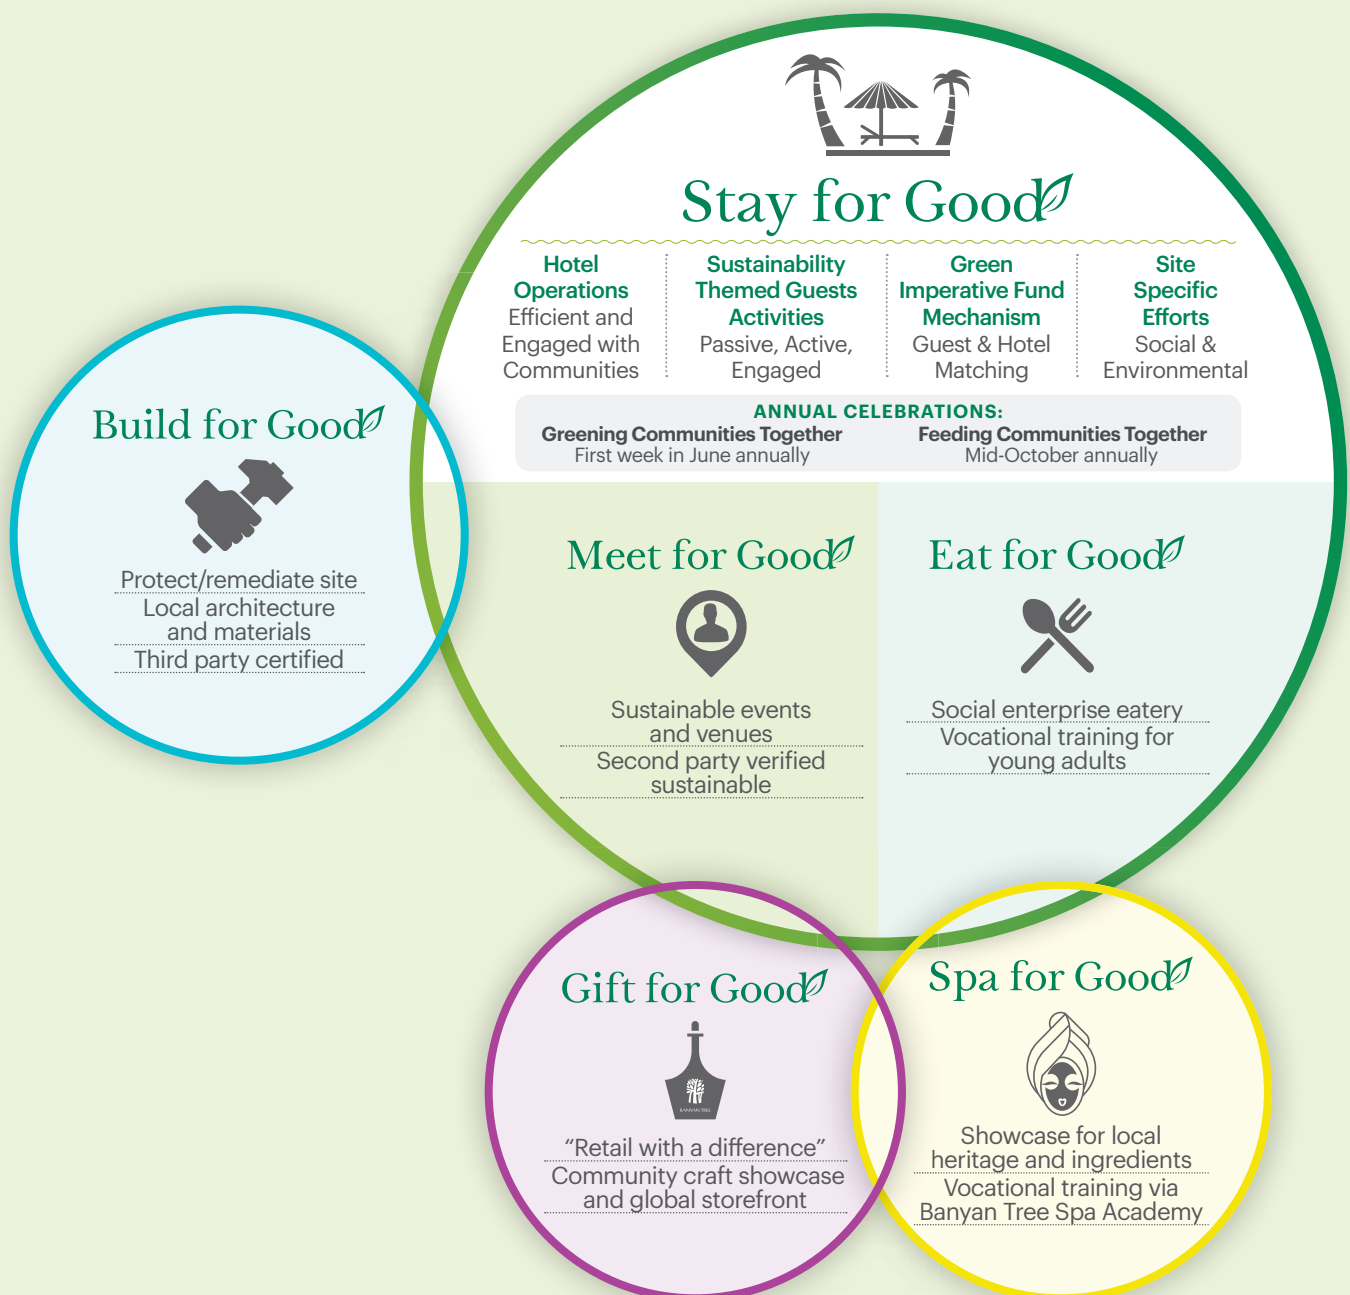 Stay for Good
Hotel
Operations
Efficient and
Engaged with
Communities
Sustainability
Themed Guests
Activities
Passive, Active,
Engaged
Green
Imperative Fund
Mechanism
Guest & Hotel
Matching
Site
Specific
Efforts
Social &
Environmental
ANNUAL CELEBRATIONS:
Greening Communities Together
First week in June annually
Feeding Communities Together
Mid-October annually
Build for Good
Protect/remediate site
Local architecture
and materials
Third party certified
Meet for Good
Sustainable events
and venues
Second party verified
sustainable
Eat for Good
Social enterprise eatery
Vocational training for
young adults
Gift for Good
BANYAN TREE
“Retail with a difference”
Community craft showcase
and global storefront
Spa for Good
Showcase for local
heritage and ingredients
Vocational training via
Banyan Tree Spa Academy